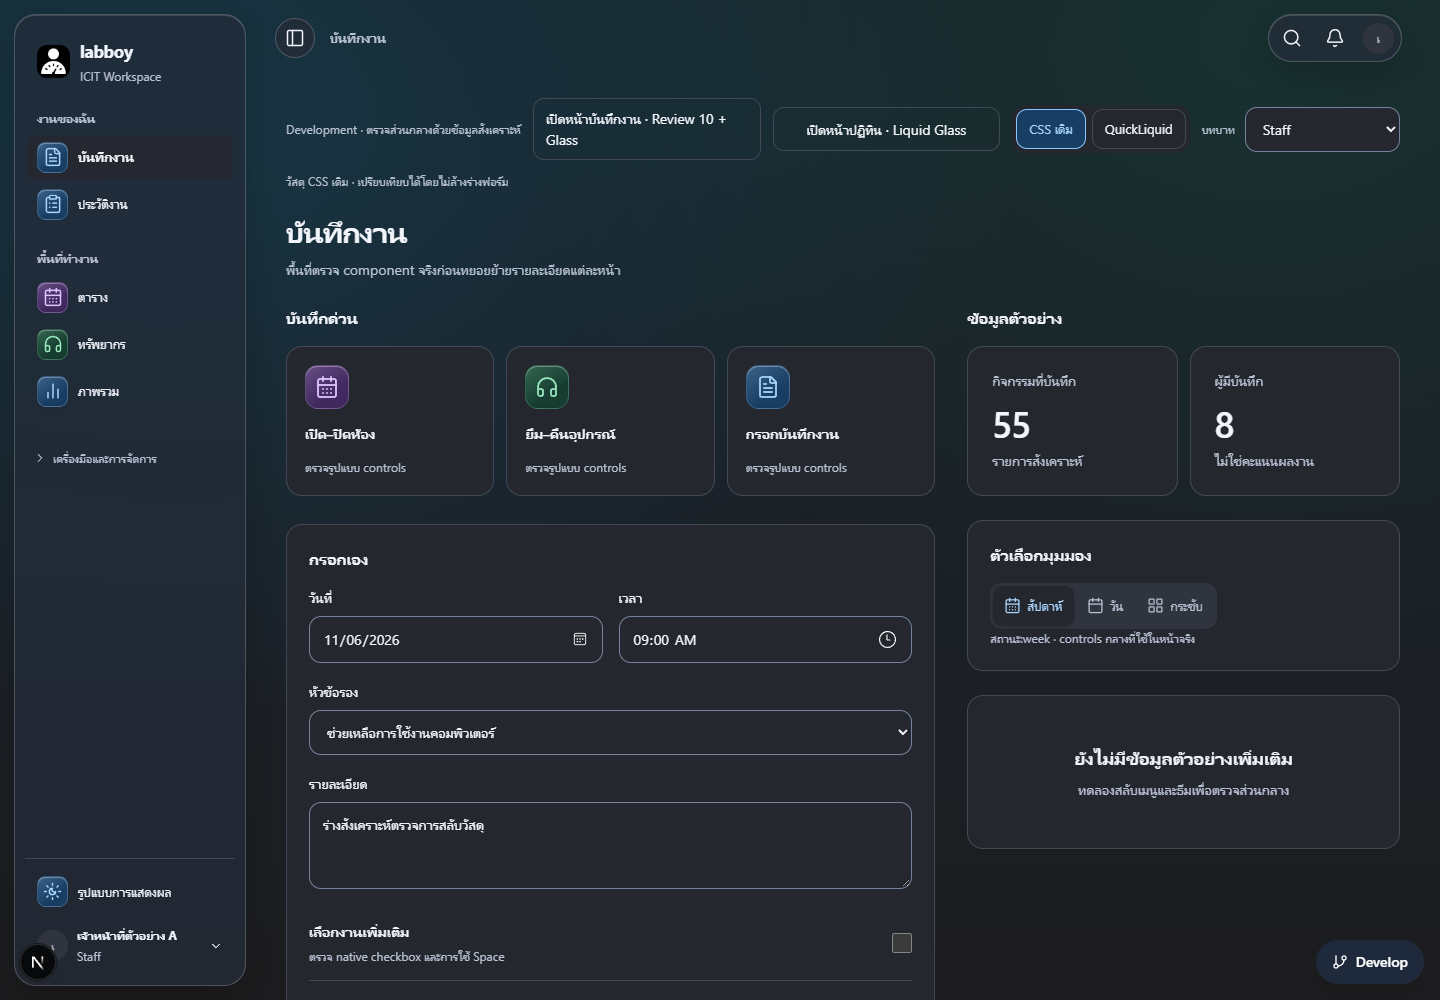 labboy
ICIT Workspace
งานของฉัน
บันทึกงาน
ประวัติงาน
พื้นที่ทำงาน
ตาราง
ทรัพยากร
ภาพรวม
เครื่องมือและการจัดการ
รูปแบบการแสดงผล
เจ้าหน้าที่ตัวอย่าง A
Staff
N
บันทึกงาน
เ
Development · ตรวจส่วนกลางด้วยข้อมูลสังเคราะห์
เปิดหน้าบันทึกงาน · Review 10 +
Glass
เปิดหน้าปฏิทิน · Liquid Glass
CSS เดิม
QuickLiquid
บทบาท
Staff
วัสดุ CSS เดิม · เปรียบเทียบได้โดยไม่ล้างร่างฟอร์ม
บันทึกงาน
พื้นที่ตรวจ component จริงก่อนทยอยย้ายรายละเอียดแต่ละหน้า
บันทึกด่วน
เปิด–ปิดห้อง
ตรวจรูปแบบ controls
ยืม–คืนอุปกรณ์
ตรวจรูปแบบ controls
กรอกบันทึกงาน
ตรวจรูปแบบ controls
กรอกเอง
วันที่
11/06/2026
เวลา
09:00 AM
หัวข้อรอง
ช่วยเหลือการใช้งานคอมพิวเตอร์
รายละเอียด
ร่างสังเคราะห์ตรวจการสลับวัสดุ
เลือกงานเพิ่มเติม
ตรวจ native checkbox และการใช้ Space
ข้อมูลตัวอย่าง
กิจกรรมที่บันทึก
55
รายการสังเคราะห์
ผู้มีบันทึก
8
ไม่ใช่คะแนนผลงาน
ตัวเลือกมุมมอง
สัปดาห์
วัน
กระชับ
สถานะweek · controls กลางที่ใช้ในหน้าจริง
ยังไม่มีข้อมูลตัวอย่างเพิ่มเติม
ทดลองสลับเมนูและธีมเพื่อตรวจส่วนกลาง
Develop